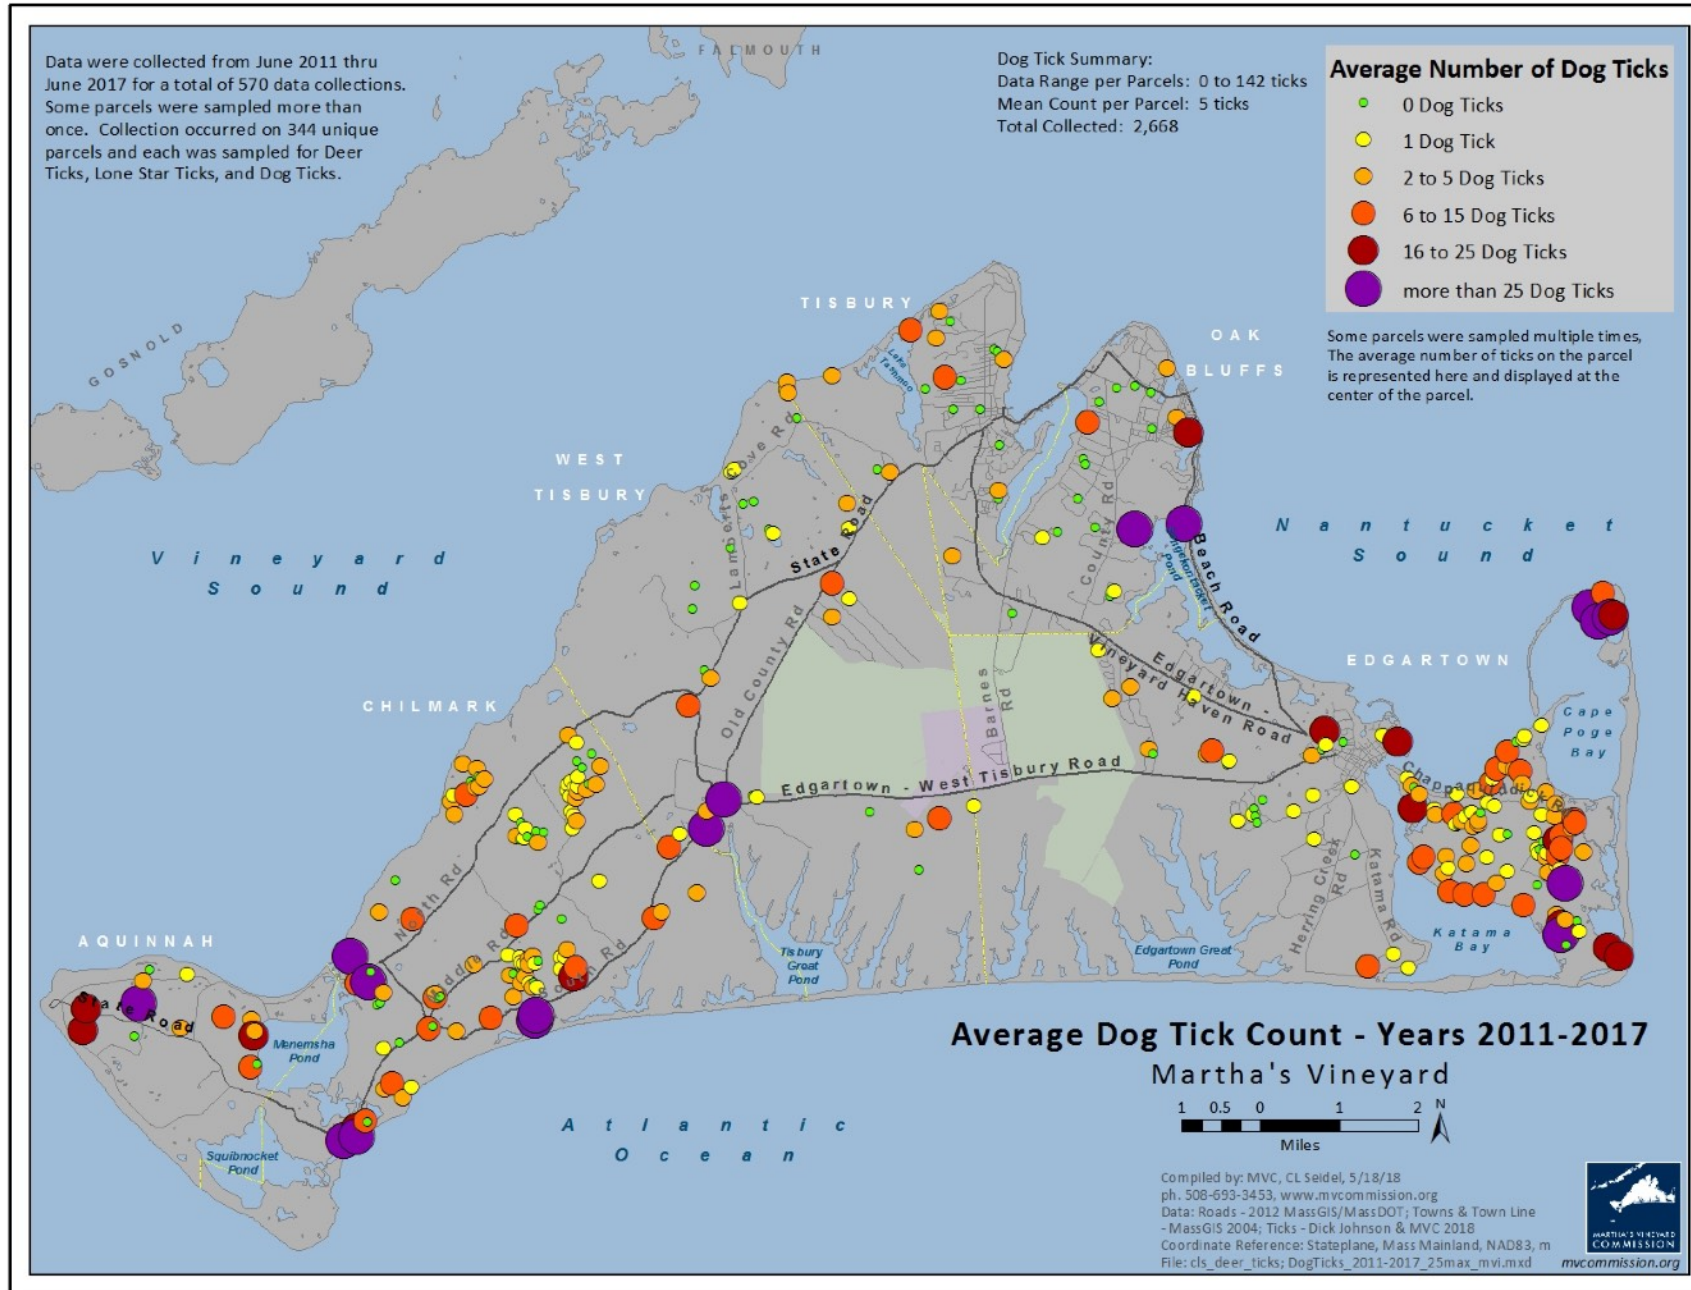 Data were collected from June 2011 thru
June 2017 for a total of 570 data collections.
Some parcels were sampled more than
once. Collection occurred on 344 unique
parcels and each was sampled for Deer
Ticks, Lone Star Ticks, and Dog Ticks.
FALMOUTH
Dog Tick Summary:
Data Range per Parcels: 0 to 142 ticks
Mean Count per Parcel: 5 ticks
Total Collected: 2,668
Average Number of Dog Ticks
0 Dog Ticks
1 Dog Tick
2 to 5 Dog Ticks
6 to 15 Dog Ticks
16 to 25 Dog Ticks
more than 25 Dog Ticks
Some parcels were sampled multiple times,
The average number of ticks on the parcel
is represented here and displayed at the
center of the parcel.
GOSNOLD
TISBURY
Lake
Tashmoo
OAK
BLUFFS
WEST
TISBURY
Lamberts Cove Rd
State Road
County Rd
Sengekontacket
Pond
Beach Road
Nantucket
Sound
Vineyard
Sound
Old County Rd
Barnes
Rd
Edgartown -
Vineyard Haven Road
EDGARTOWN
CHILMARK
Cape
Poge
Bay
Edgartown - West Tisbury Road
Chappaquiddick Rd
North Rd
Middle Rd
South Rd
Herring Creek
Rd
Katama Rd
Katama
Bay
AQUINNAH
State Road
Menemsha
Pond
Tisbury
Great
Pond
Edgartown Great
Pond
Squibnocket
Pond
Atlantic
Ocean
Average Dog Tick Count - Years 2011-2017
Martha's Vineyard
1 0.5 0 1 2
Miles
N
Compiled by: MVC, CL Seidel, 5/18/18
ph. 508-693-3453, www.mvcommission.org
Data: Roads - 2012 MassGIS/MassDOT; Towns & Town Line
- MassGIS 2004; Ticks - Dick Johnson & MVC 2018
Coordinate Reference: Stateplane, Mass Mainland, NAD83, m
File: cls_deer_ticks; DogTicks_2011-2017_25max_mvi.mxd
MARTHA'S VINEYARD
COMMISSION
mvcommission.org